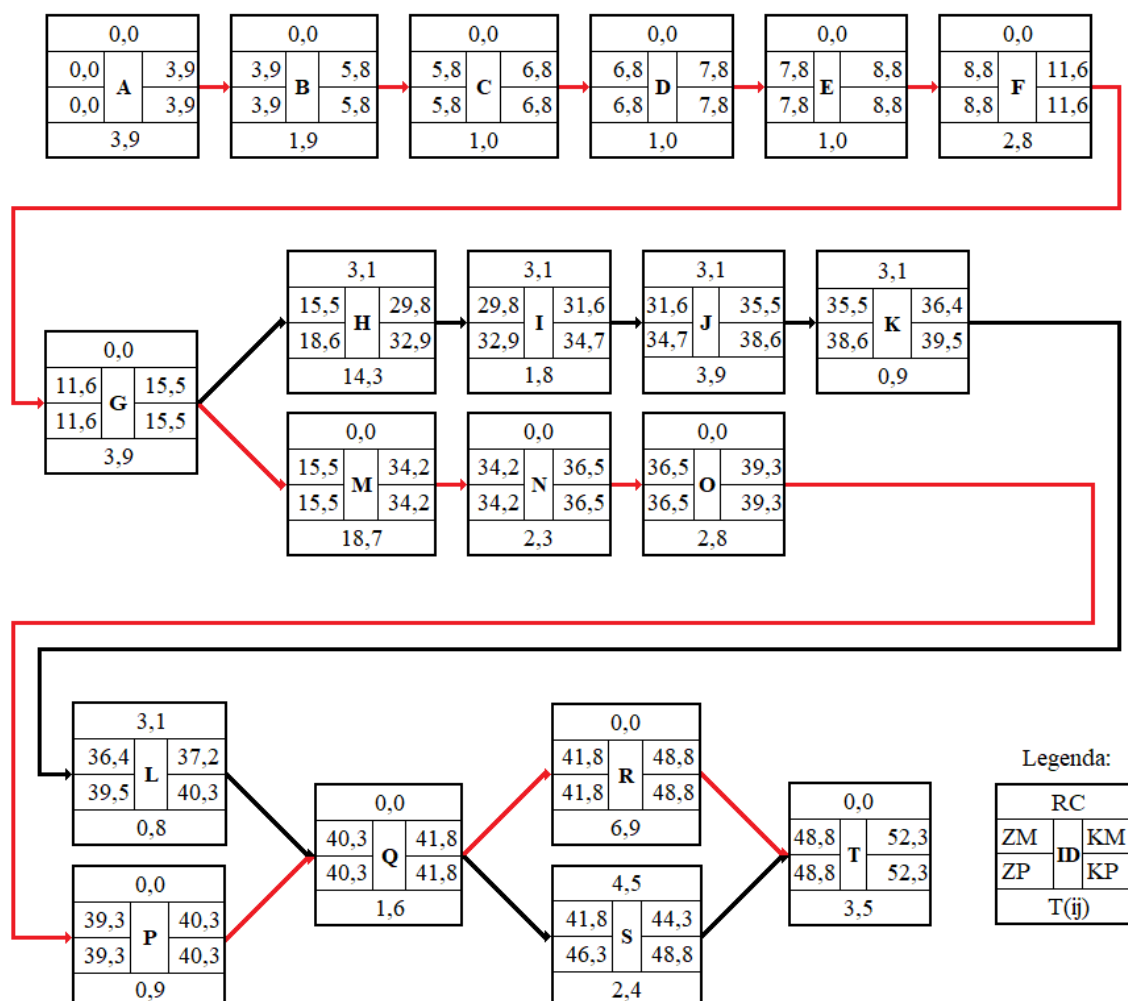 0,0 0,0 0,0 0,0 0,0 0,0
0,0 3,9 3,9 5,8 5,8 6,8 6,8 7,8 7,8 8,8 8,8 11,6
A B C D E F
0,0 3,9 3,9 5,8 5,8 6,8 6,8 7,8 7,8 8,8 8,8 11,6
3,9 1,9 1,0 1,0 1,0 2,8
3,1 3,1 3,1 3,1
15,5 29,8 29,8 31,6 31,6 35,5 35,5 36,4
H I J K
18,6 32,9 32,9 34,7 34,7 38,6 38,6 39,5
14,3 1,8 3,9 0,9
0,0
11,6 15,5
G
11,6 15,5
3,9
0,0 0,0 0,0
15,5 34,2 34,2 36,5 36,5 39,3
M N O
15,5 34,2 34,2 36,5 36,5 39,3
18,7 2,3 2,8
3,1
36,4 37,2
L
39,5 40,3
0,8
0,0
39,3 40,3
P
39,3 40,3
0,9
0,0
40,3 41,8
Q
40,3 41,8
1,6
0,0
41,8 48,8
R
41,8 48,8
6,9
4,5
41,8 44,3
S
46,3 48,8
2,4
0,0
48,8 52,3
T
48,8 52,3
3,5
Legenda:
RC
ZM KM
ID
ZP KP
T(ij)